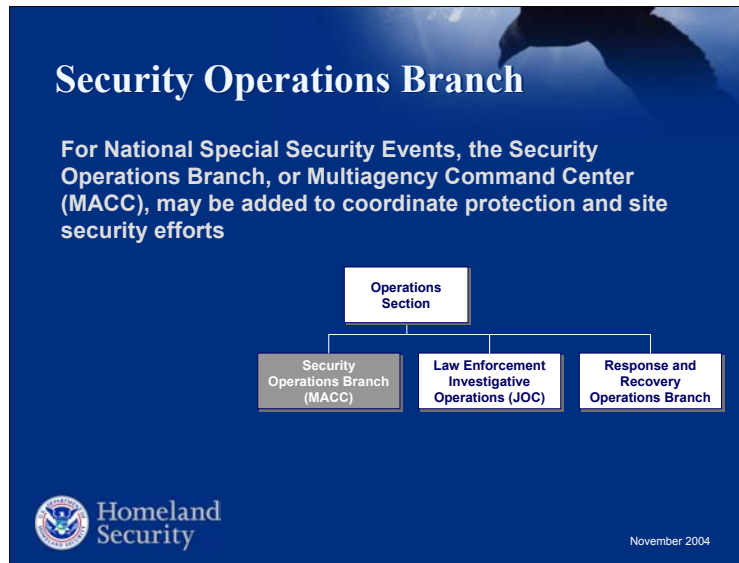 Security Operations Branch
For National Special Security Events, the Security
Operations Branch, or Multiagency Command Center
(MACC), may be added to coordinate protection and site
security efforts
Operations
Section
Security
Operations Branch
(MACC)
Law Enforcement
Investigative
Operations (JOC)
Response and
Recovery
Operations Branch
Homeland
Security
November 2004